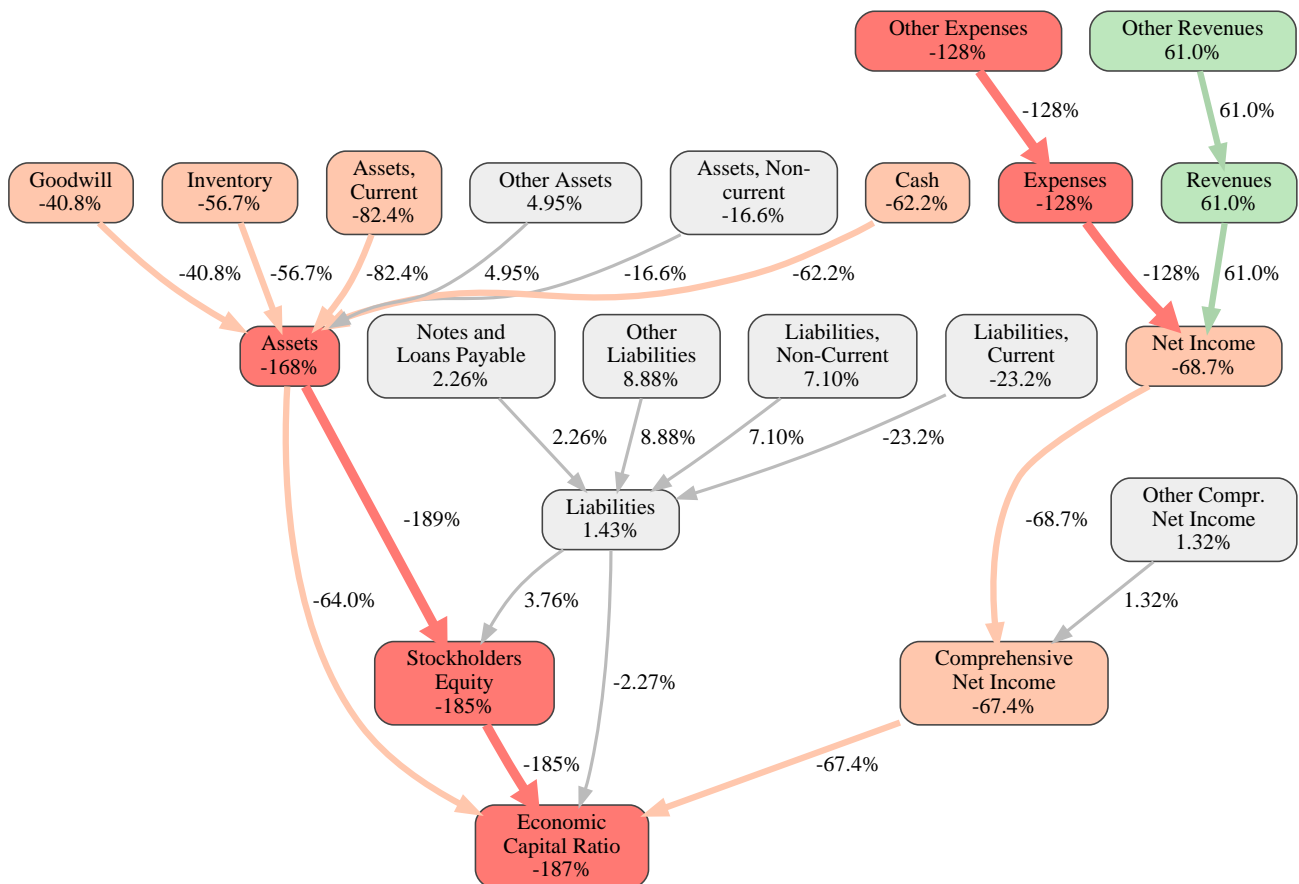 Other Expenses
-128%
Other Revenues
61.0%
-128%
61.0%
Goodwill
-40.8%
Inventory
-56.7%
Assets,
Current
-82.4%
Other Assets
4.95%
Assets, Non-
current
-16.6%
Cash
-62.2%
Expenses
-128%
Revenues
61.0%
-40.8%
-56.7%
-82.4%
4.95%
-16.6%
-62.2%
-128%
61.0%
Assets
-168%
Notes and
Loans Payable
2.26%
Other
Liabilities
8.88%
Liabilities,
Non-Current
7.10%
Liabilities,
Current
-23.2%
Net Income
-68.7%
2.26%
8.88%
7.10%
-23.2%
-189%
Liabilities
1.43%
-68.7%
Other Compr.
Net Income
1.32%
-64.0%
3.76%
1.32%
Stockholders
Equity
-185%
-2.27%
Comprehensive
Net Income
-67.4%
-185%
-67.4%
Economic
Capital Ratio
-187%